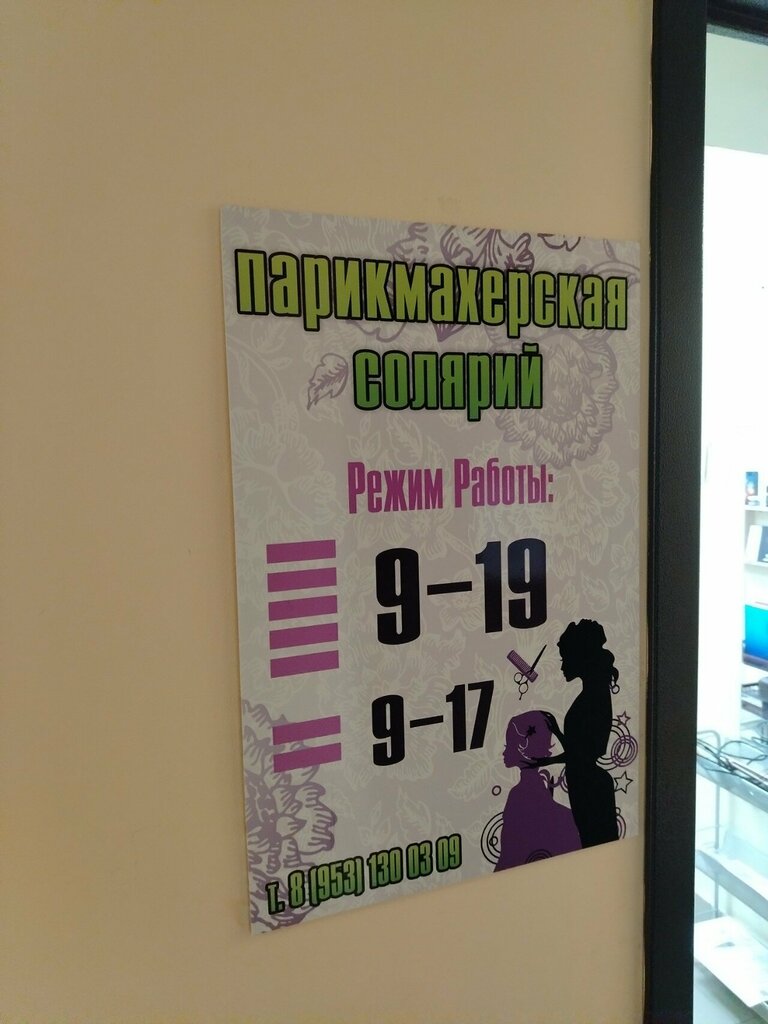 парикмахерская
солярий
Режим Работы:
9-19
9-17
т. 8 (953) 130 03 09